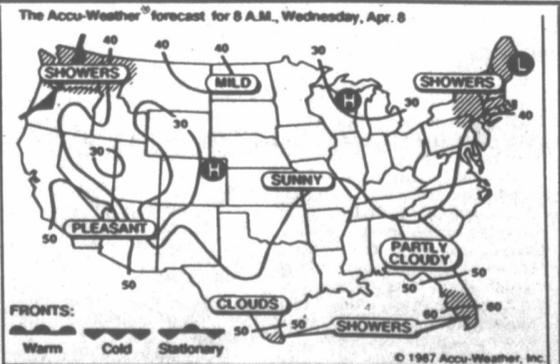 The Accu-Weather® forecast for 8 A.M., Wednesday, Apr. 8
40
40
40
30
SHOWERS
MILD
H
SHOWERS
L
30
40
30
30
H
SUNNY
50
PLEASANT
50
PARTLY
CLOUDY
50
CLOUDS
60
60
50
50
SHOWERS
FRONTS:
Warm
Cold
Stationary
© 1987 Accu-Weather, Inc.